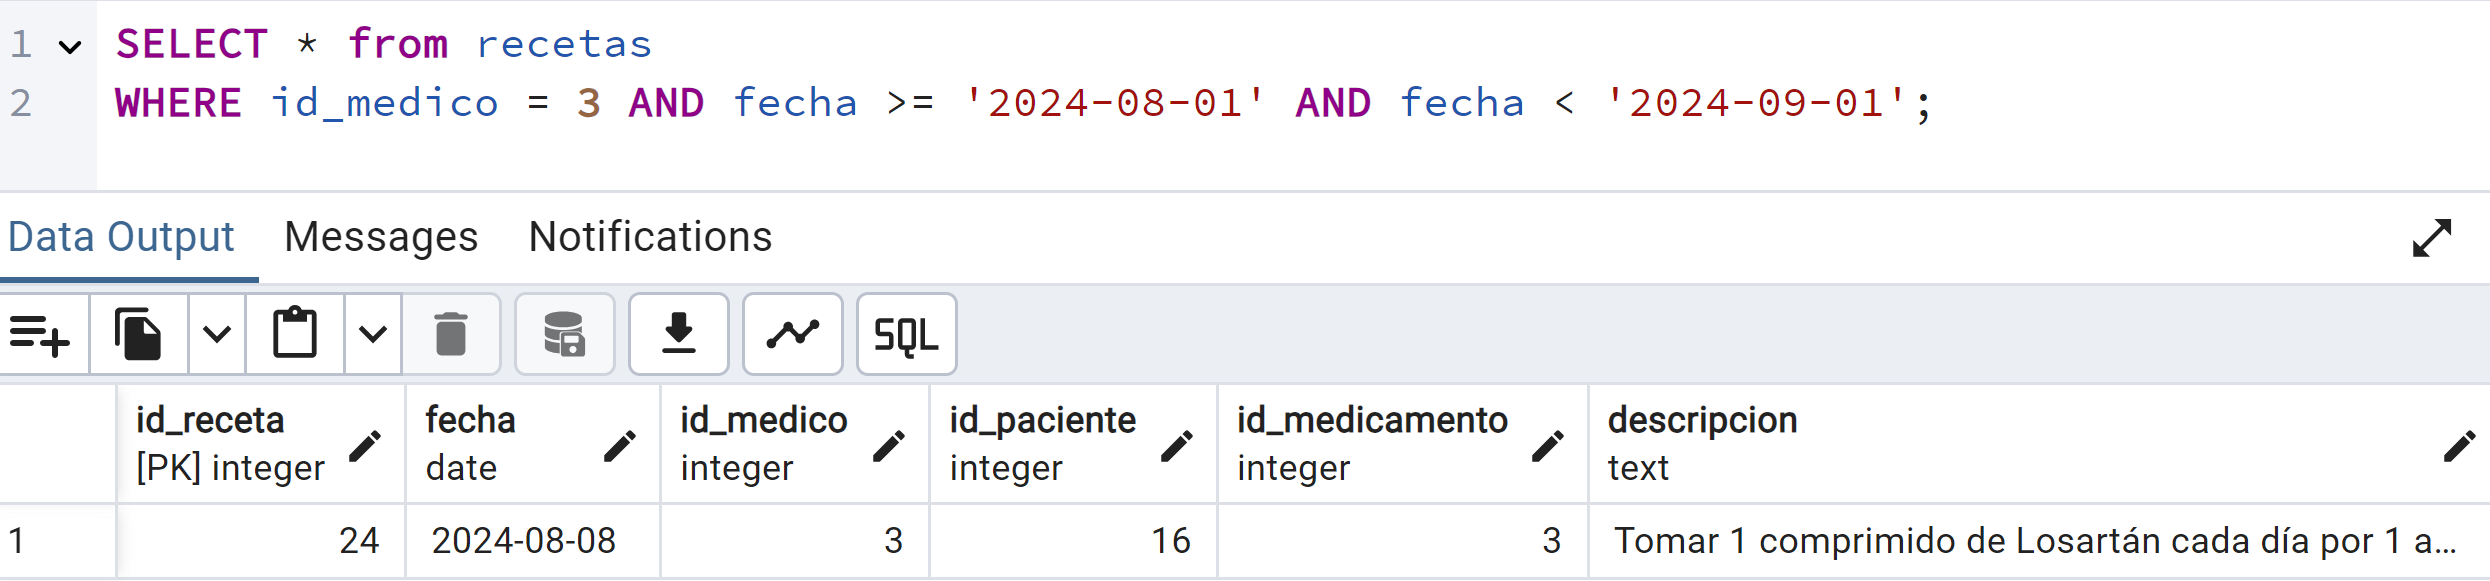 1 SELECT * from recetas
2 WHERE id_medico = 3 AND fecha >= '2024-08-01' AND fecha < '2024-09-01';
Data Output Messages Notifications
SQL
id_receta fecha id_medico id_paciente id_medicamento descripcion
[PK] integer date integer integer integer text
1 24 2024-08-08 3 16 3 Tomar 1 comprimido de Losartán cada día por 1 a...